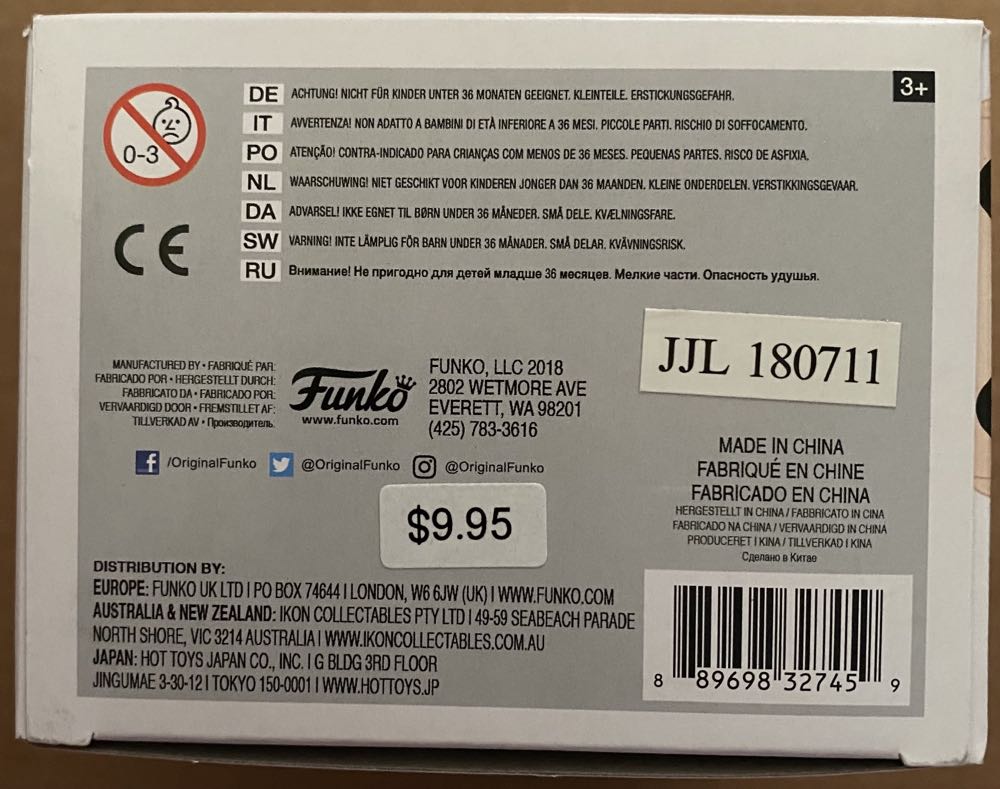 3+
0-3
DE ACHTUNG! NICHT FÜR KINDER UNTER 36 MONATEN GEEIGNET. KLEINTEILE. ERSTICKUNGSGEFAHR.
IT AVVERTENZA! NON ADATTO A BAMBINI DI ETÀ INFERIORE A 36 MESI. PICCOLE PARTI. RISCHIO DI SOFFOCAMENTO.
PO ATENÇÃO! CONTRA-INDICADO PARA CRIANÇAS COM MENOS DE 36 MESES. PEQUENAS PARTES. RISCO DE ASFIXIA.
NL WAARSCHUWING! NIET GESCHIKT VOOR KINDEREN JONGER DAN 36 MAANDEN. KLEINE ONDERDELEN. VERSTIKKINGSGEVAAR.
DA ADVARSEL! IKKE EGNET TIL BØRN UNDER 36 MÅNEDER. SMÅ DELE. KVÆLNINGSFARE.
SW VARNING! INTE LÄMPLIG FÖR BARN UNDER 36 MÅNADER. SMÅ DELAR. KVÄVNINGSRISK.
RU Внимание! Не пригодно для детей младше 36 месяцев. Мелкие части. Опасность удушья.
CE
MANUFACTURED BY • FABRIQUÉ PAR:
FABRICADO POR • HERGESTELLT DURCH:
FABBRICATO DA • FABRICADO POR:
VERVAARDIGD DOOR • FREMSTILLET AF:
TILLVERKAD AV • Производитель
Funko
www.funko.com
FUNKO, LLC 2018
2802 WETMORE AVE
EVERETT, WA 98201
(425) 783-3616
JJL 180711
f /OriginalFunko @OriginalFunko @OriginalFunko
$9.95
MADE IN CHINA
FABRIQUÉ EN CHINE
FABRICADO EN CHINA
HERGESTELLT IN CHINA / FABBRICATO IN CINA
FABRICADO NA CHINA / VERVAARDIGD IN CHINA
PRODUCERET I KINA / TILLVERKAD I KINA
Сделано в Китае
DISTRIBUTION BY:
EUROPE: FUNKO UK LTD | PO BOX 74644 | LONDON, W6 6JW (UK) | WWW.FUNKO.COM
AUSTRALIA & NEW ZEALAND: IKON COLLECTABLES PTY LTD | 49-59 SEABEACH PARADE
NORTH SHORE, VIC 3214 AUSTRALIA | WWW.IKONCOLLECTABLES.COM.AU
JAPAN: HOT TOYS JAPAN CO., INC. | G BLDG 3RD FLOOR
JINGUMAE 3-30-12 | TOKYO 150-0001 | WWW.HOTTOYS.JP
8 89698 32745 9